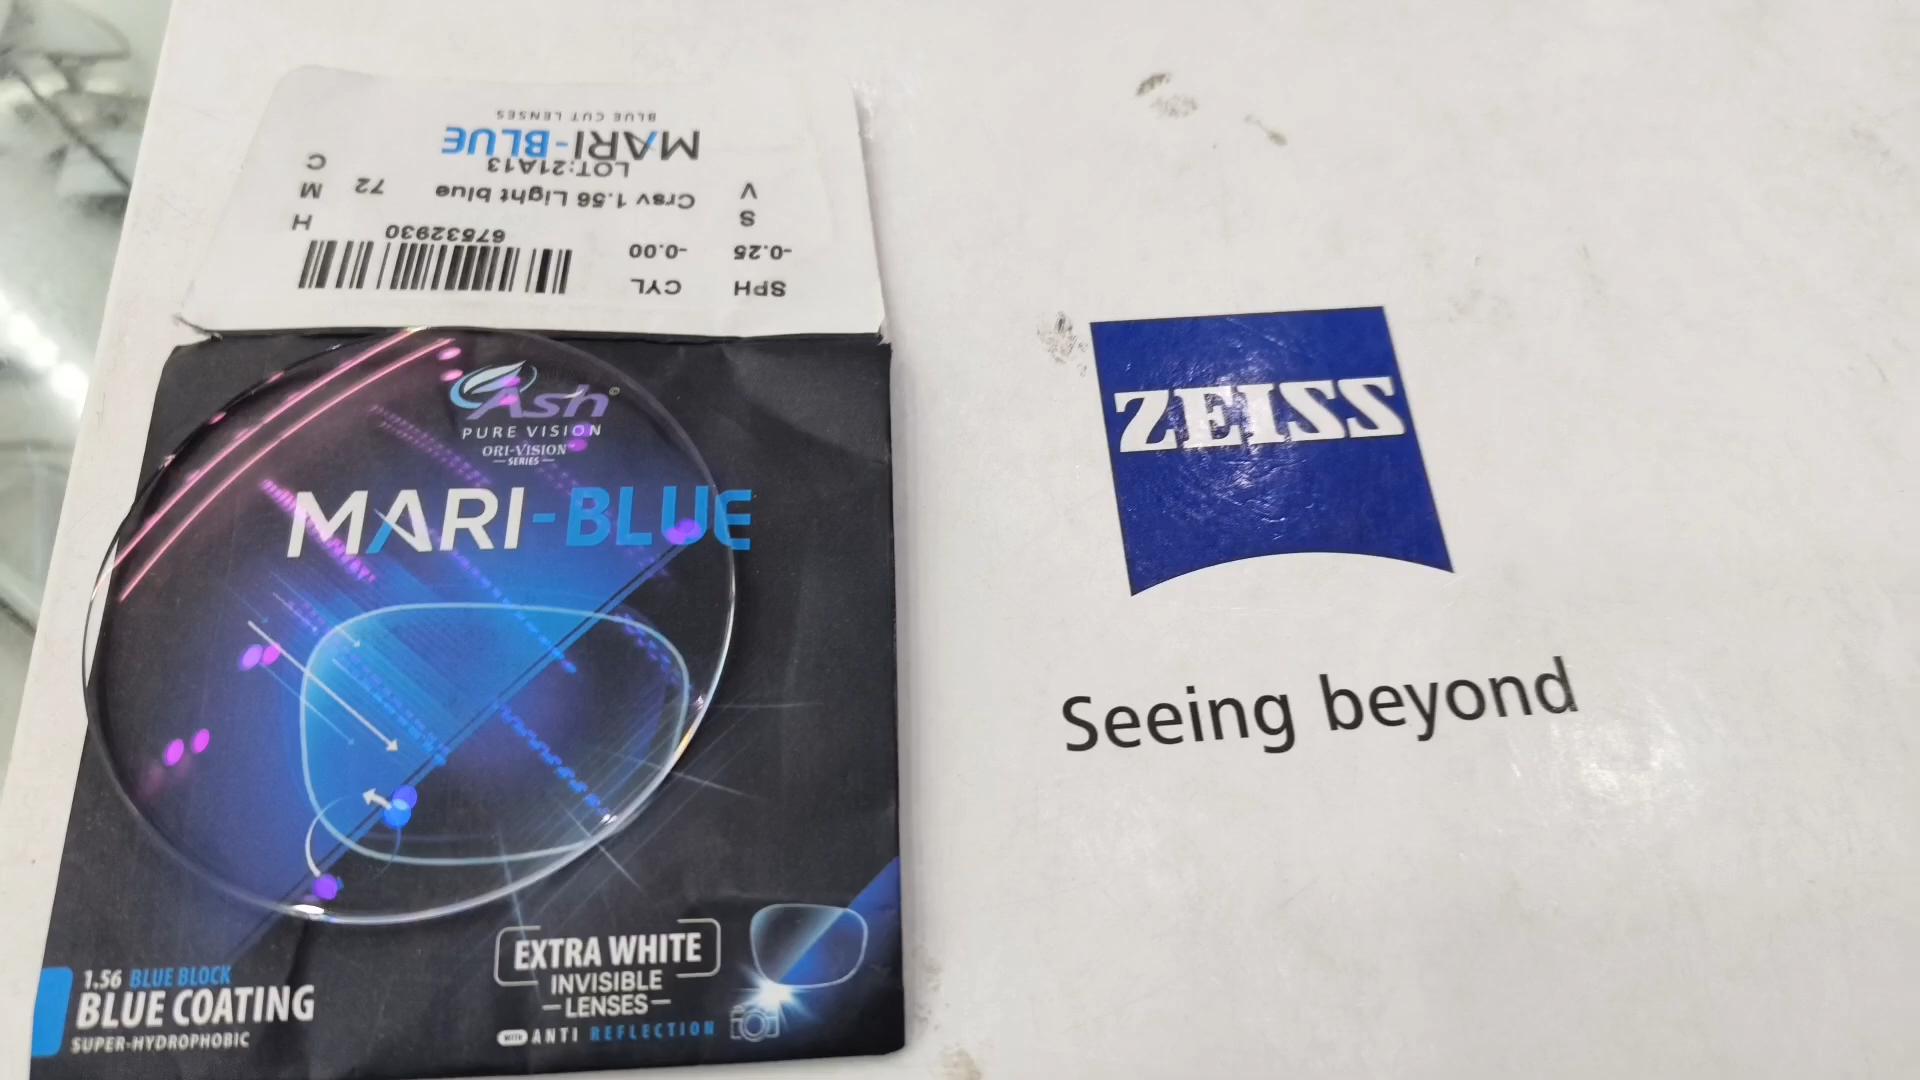 MARI-BLUE
BLUE CUT LENSES
SPH CYL
-0.25 -0.00
67532930
S H
V Crsv 1.56 Light blue 72 M
LOT:21A13 C
Ash©
PURE VISION
ORI-VISION™
SERIES
MARI-BLUE
1.56 BLUE BLOCK
BLUE COATING
SUPER-HYDROPHOBIC
EXTRA WHITE
INVISIBLE
LENSES
WITH ANTI REFLECTION
ZEISS
Seeing beyond